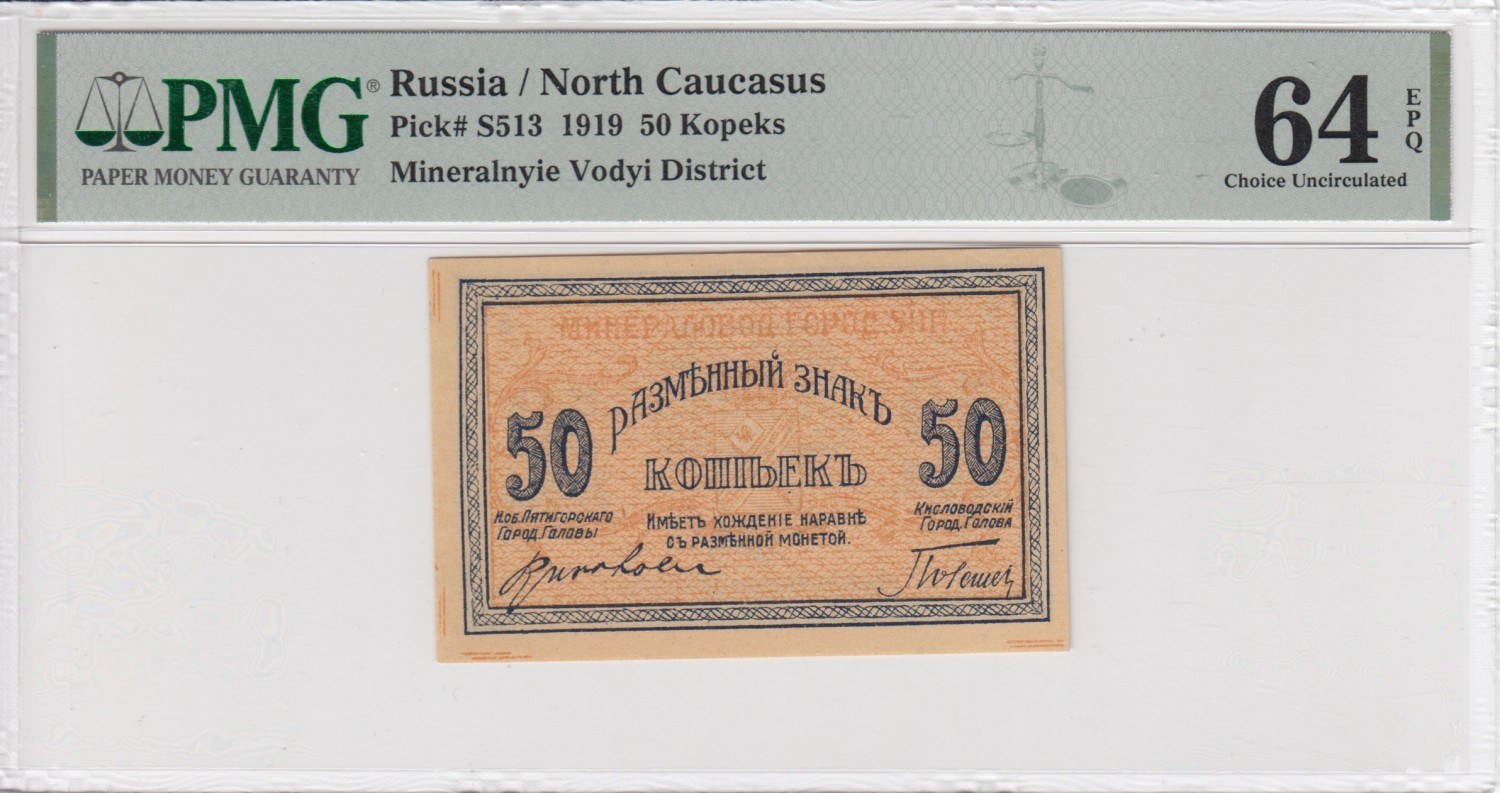 PMG®
PAPER MONEY GUARANTY
Russia / North Caucasus
Pick# S513 1919 50 Kopeks
Mineralnyie Vodyi District
64
EPQ
Choice Uncirculated
РАЗМѢННЫЙ ЗНАКЪ
50
50
КОПѢЕКЪ
И.ОБ.ПЯТИГОРСКАГО
ГОРОД.ГОЛОВЫ
ИМѢЕТЪ ХОЖДЕНІЕ НАРАВНѢ
СЪ РАЗМѢННОЙ МОНЕТОЙ.
КИСЛОВОДСКІЙ
ГОРОД.ГОЛОВА